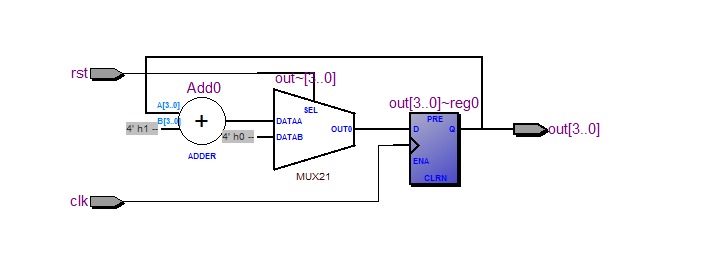 rst
out~[3..0]
Add0
out[3..0]~reg0
A[3..0]
SEL
PRE
B[3..0]
DATAA
4' h1 --
+
OUT0
D
Q
out[3..0]
4' h0 --
DATAB
ADDER
ENA
MUX21
CLRN
clk